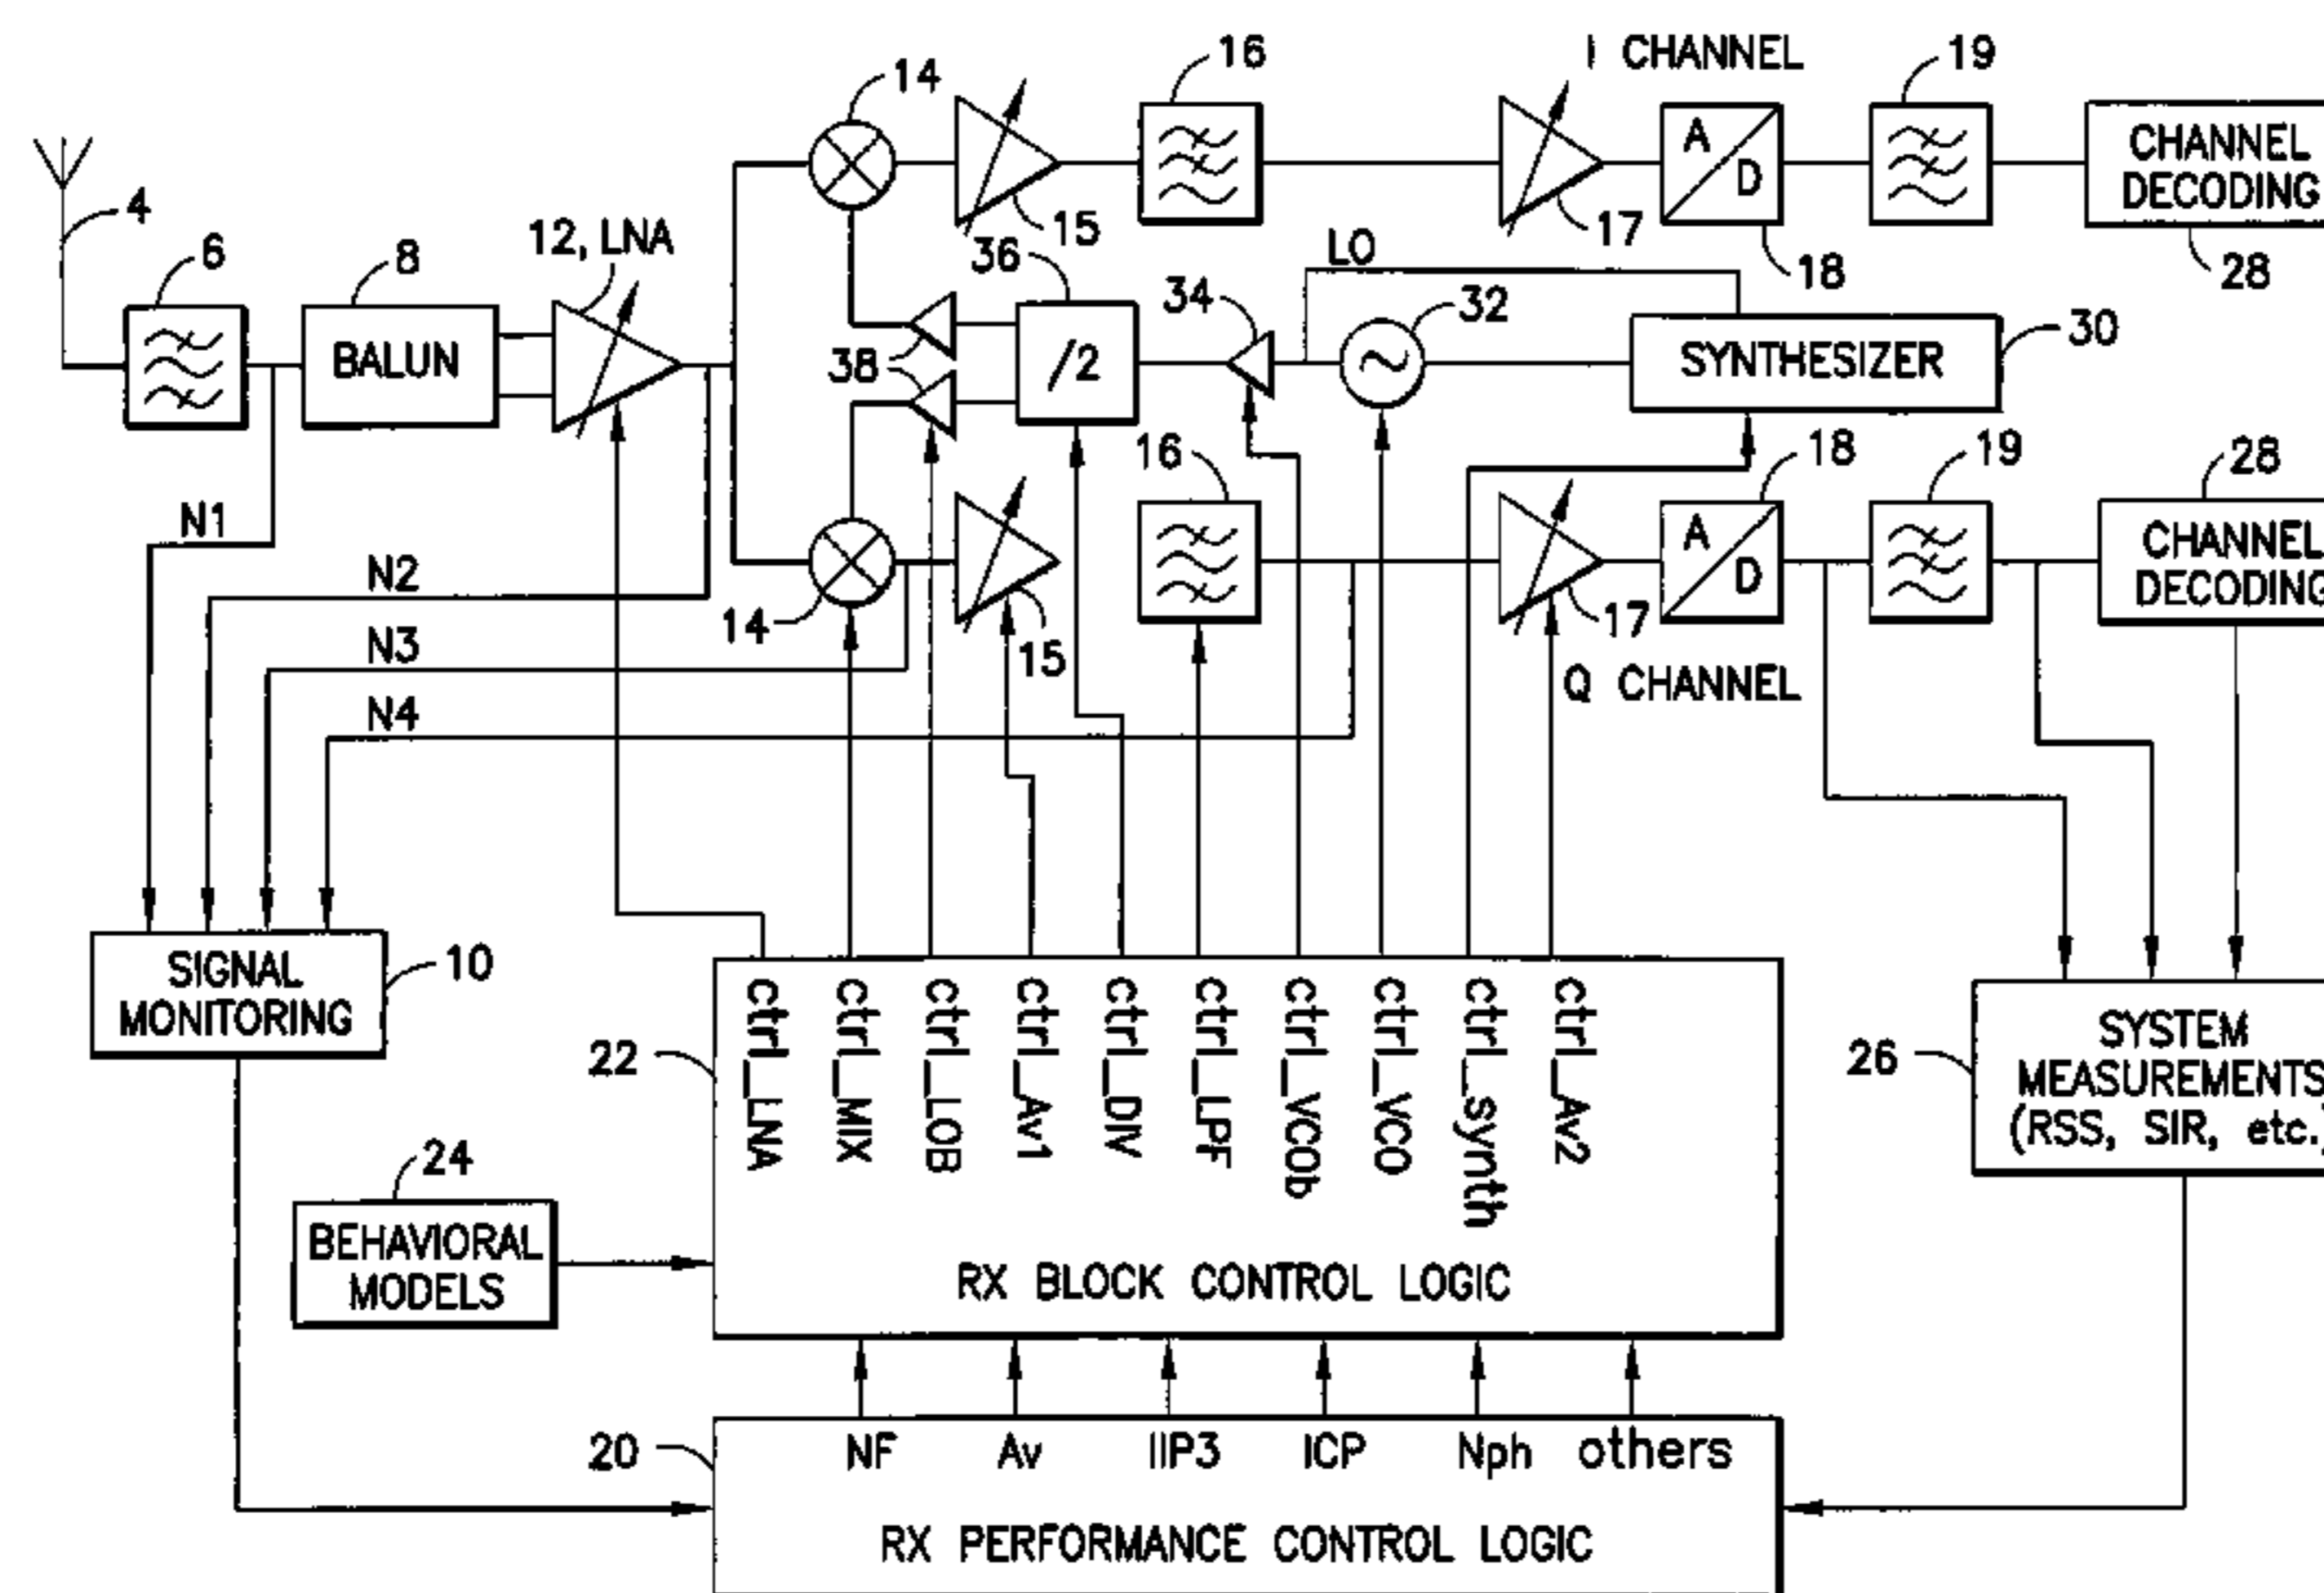 I CHANNEL
14
16
19
A
D
CHANNEL
DECODING
4
12, LNA
6
8
15
36
17
18
28
LO
34
32
30
BALUN
38
/2
SYNTHESIZER
16
18
19
28
N1
A
D
CHANNEL
DECODING
N2
N3
14
15
17
Q CHANNEL
N4
SIGNAL
MONITORING
10
22
ctrl_LNA
ctrl_MIX
ctrl_LOB
ctrl_Av1
ctrl_DIV
ctrl_LPF
ctrl_VCOb
ctrl_VCO
ctrl_synth
ctrl_Av2
26
SYSTEM
MEASUREMENTS
(RSS, SIR, etc.)
24
BEHAVIORAL
MODELS
RX BLOCK CONTROL LOGIC
20
NF Av IIP3 ICP Nph others
RX PERFORMANCE CONTROL LOGIC